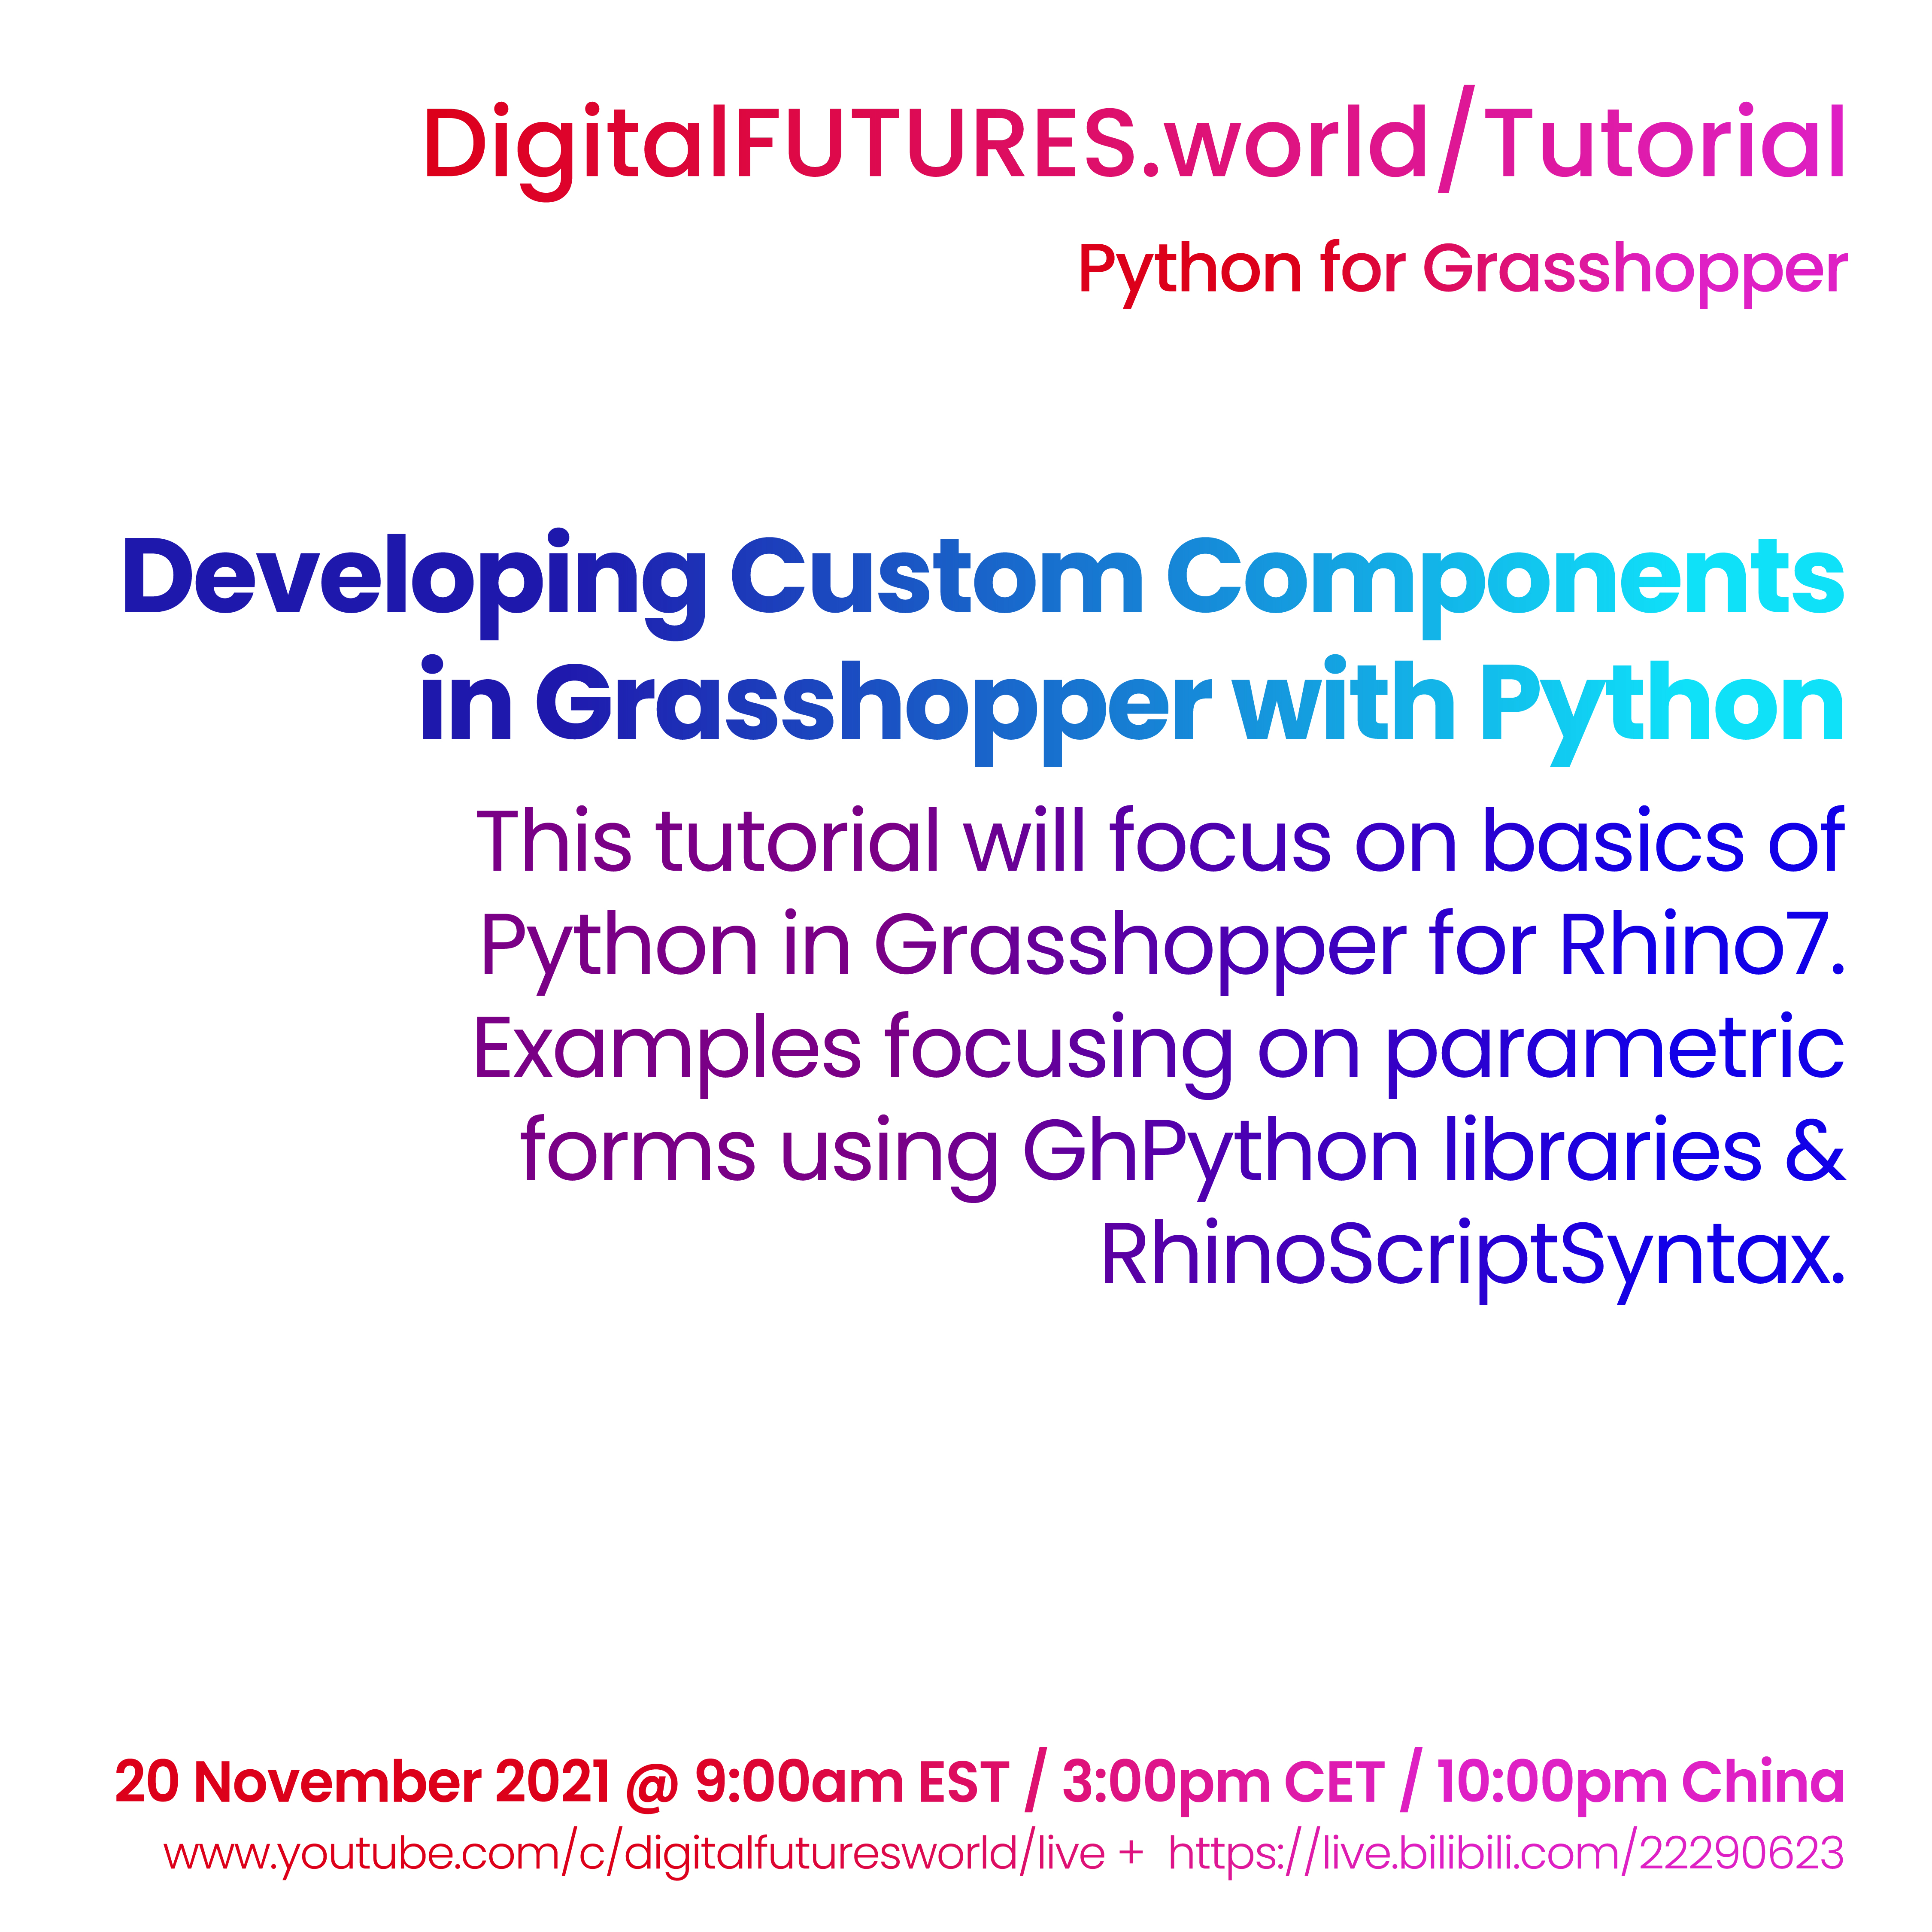 DigitalFUTURES.world/Tutorial
Python for Grasshopper
Developing Custom Components
in Grasshopper with Python
This tutorial will focus on basics of
Python in Grasshopper for Rhino7.
Examples focusing on parametric
forms using GhPython libraries &
RhinoScriptSyntax.
20 November 2021 @ 9:00am EST / 3:00pm CET / 10:00pm China
www.youtube.com/c/digitalfuturesworld/live + https://live.bilibili.com/22290623